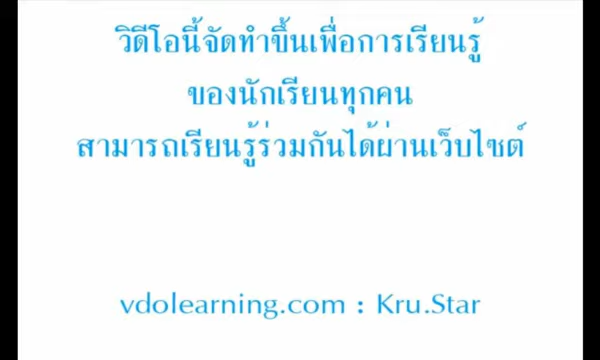 วิดีโอนี้จัดทำขึ้นเพื่อการเรียนรู้
ของนักเรียนทุกคน
สามารถเรียนรู้ร่วมกันได้ผ่านเว็บไซต์
vdolearning.com : Kru.Star